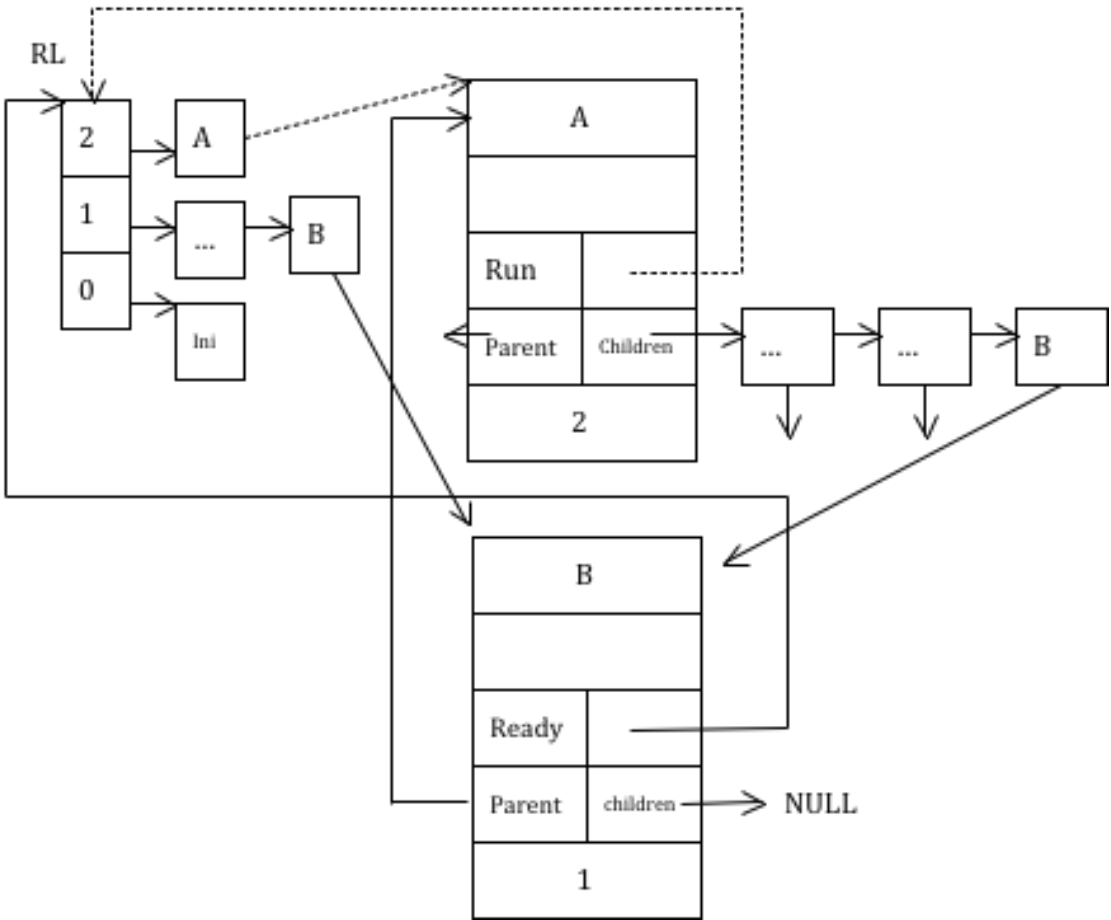 RL
2
A
1
...
B
0
Ini
A
Run
Parent
Children
2
...
...
B
B
Ready
Parent
children
NULL
1